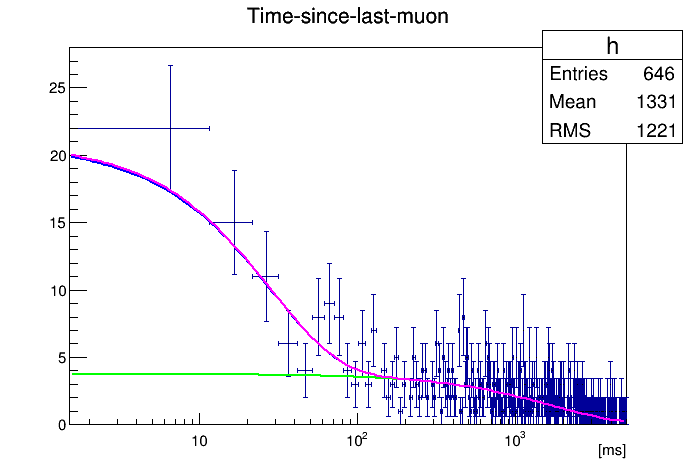 Time-since-last-muon
h
Entries 646
Mean 1331
RMS 1221
25
20
15
10
5
0
10 10² 10³
[ms]